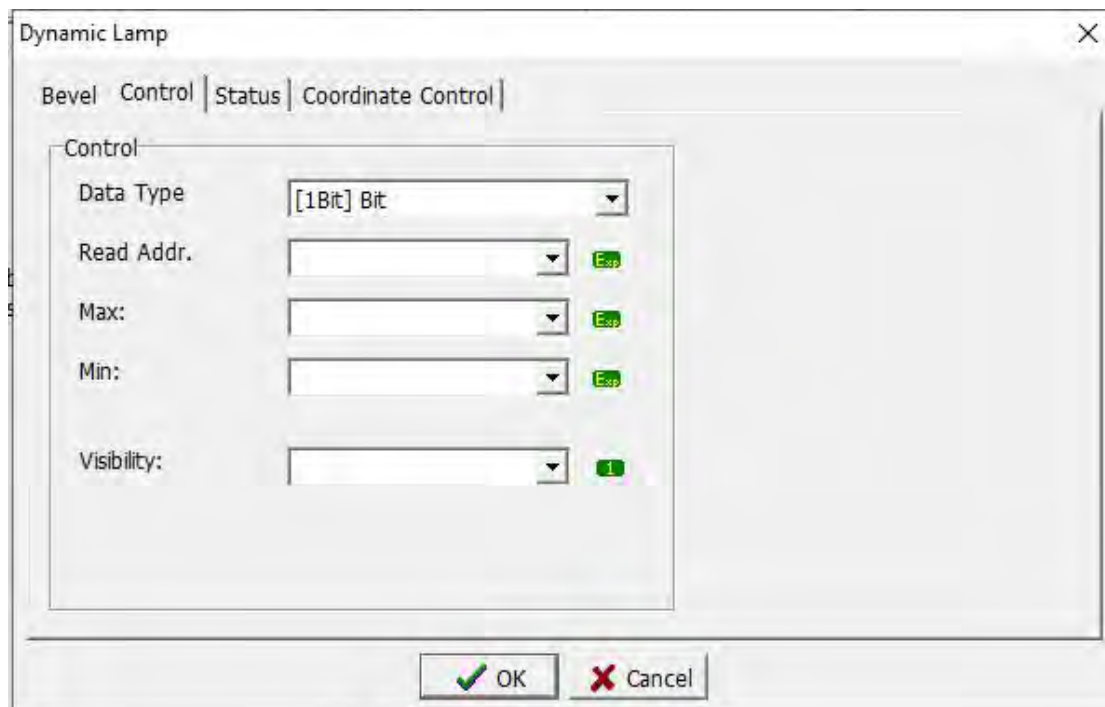 Dynamic Lamp
Bevel Control Status Coordinate Control
Control
Data Type [1Bit] Bit
Read Addr. Exp
Max: Exp
Min: Exp
Visibility: 1
OK Cancel